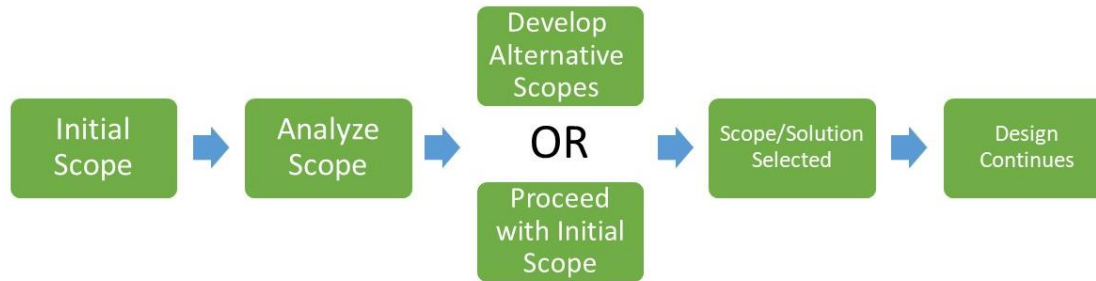 Initial
Scope
Analyze
Scope
Develop
Alternative
Scopes
OR
Proceed
with Initial
Scope
Scope/Solution
Selected
Design
Continues